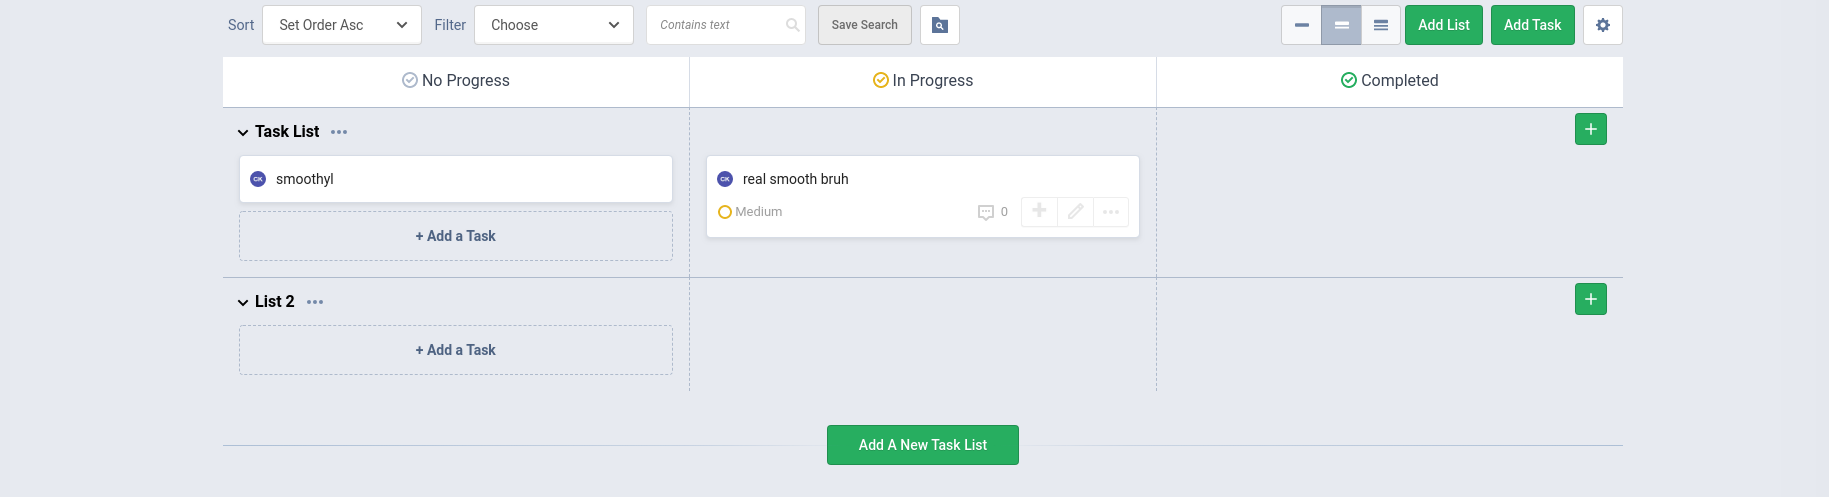 Sort Set Order Asc Filter Choose Contains text Save Search Add List Add Task
No Progress In Progress Completed
Task List
CK smoothyl
CK real smooth bruh
Medium 0
+ Add a Task
List 2
+ Add a Task
Add A New Task List